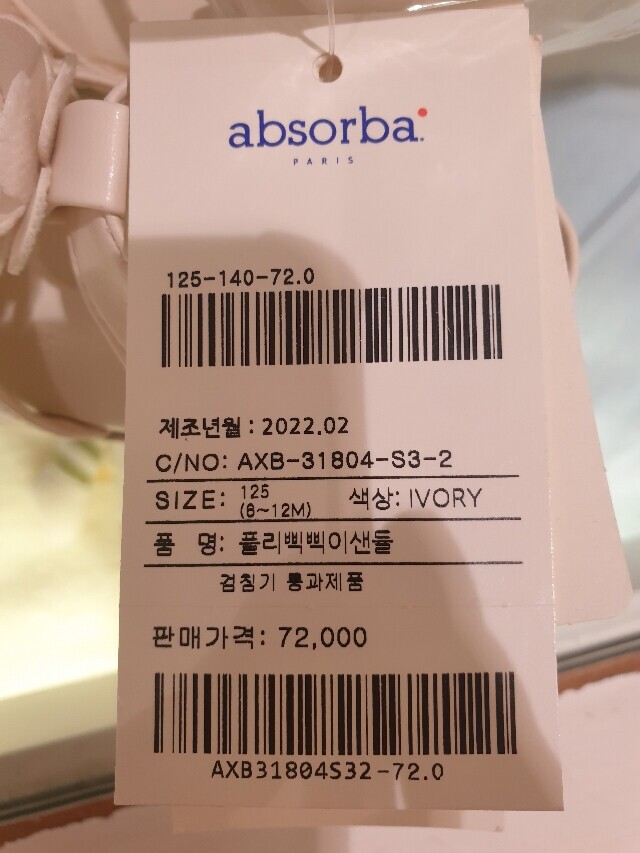 absorba.
PARIS
125-140-72.0
제조년월 : 2022.02
C/NO: AXB-31804-S3-2
SIZE: 125 (6~12M) 색상: IVORY
품 명: 플리삑삑이샌들
검침기 통과제품
판매가격: 72,000
AXB31804S32-72.0